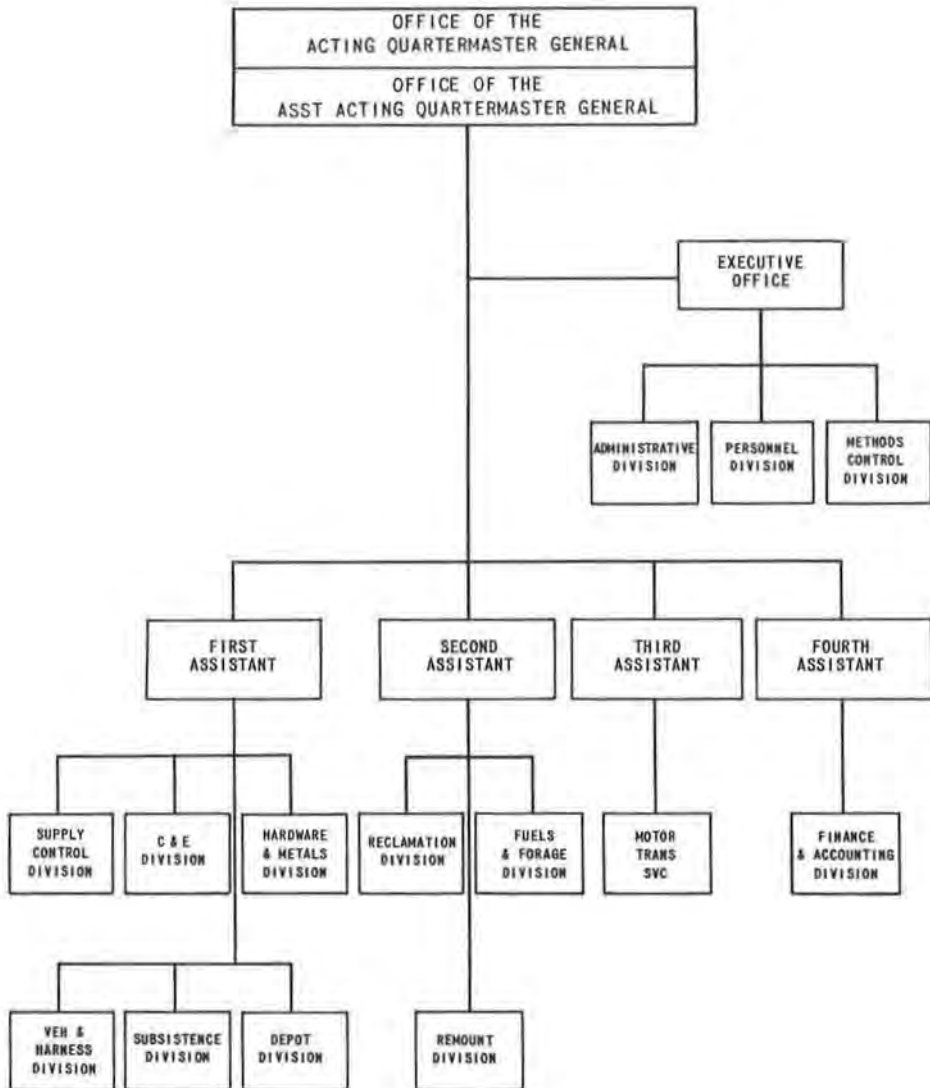 OFFICE OF THE
ACTING QUARTERMASTER GENERAL
OFFICE OF THE
ASST ACTING QUARTERMASTER GENERAL
EXECUTIVE
OFFICE
ADMINISTRATIVE
DIVISION
PERSONNEL
DIVISION
METHODS
CONTROL
DIVISION
FIRST
ASSISTANT
SECOND
ASSISTANT
THIRD
ASSISTANT
FOURTH
ASSISTANT
SUPPLY
CONTROL
DIVISION
C & E
DIVISION
HARDWARE
& METALS
DIVISION
RECLAMATION
DIVISION
FUELS
& FORAGE
DIVISION
MOTOR
TRANS
SVC
FINANCE
& ACCOUNTING
DIVISION
VEH &
HARNESS
DIVISION
SUBSISTENCE
DIVISION
DEPOT
DIVISION
REMOUNT
DIVISION